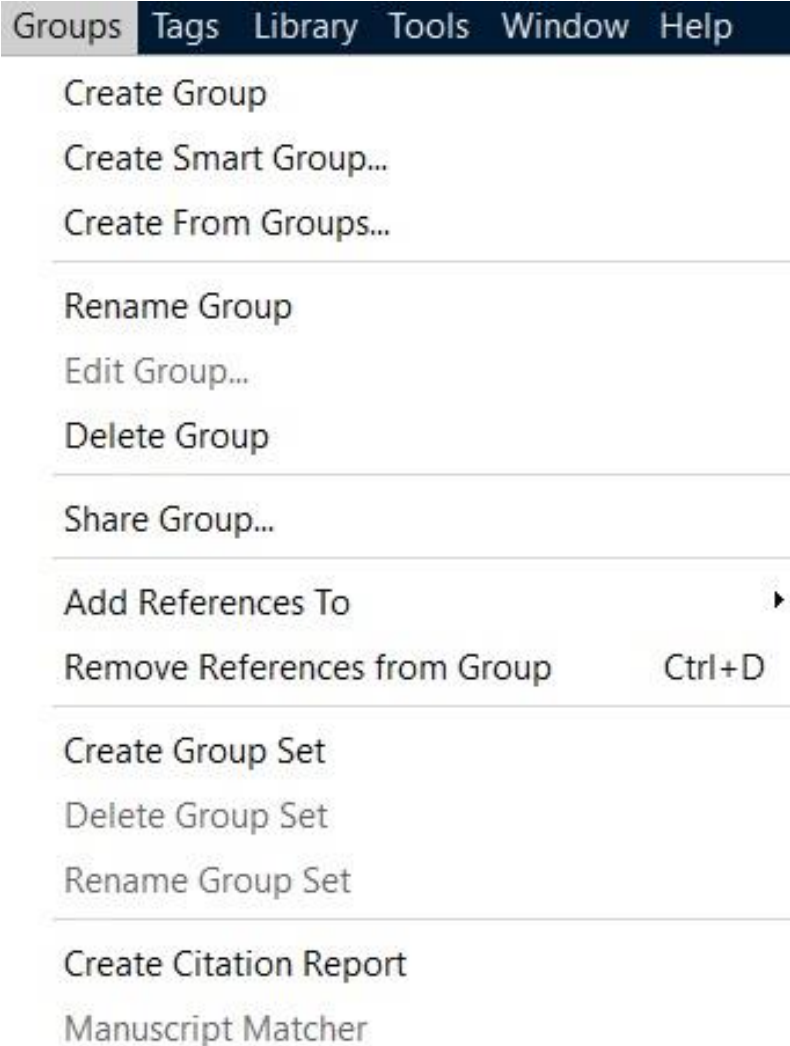 Groups Tags Library Tools Window Help
Create Group
Create Smart Group...
Create From Groups...
Rename Group
Edit Group...
Delete Group
Share Group...
Add References To
Remove References from Group Ctrl+D
Create Group Set
Delete Group Set
Rename Group Set
Create Citation Report
Manuscript Matcher